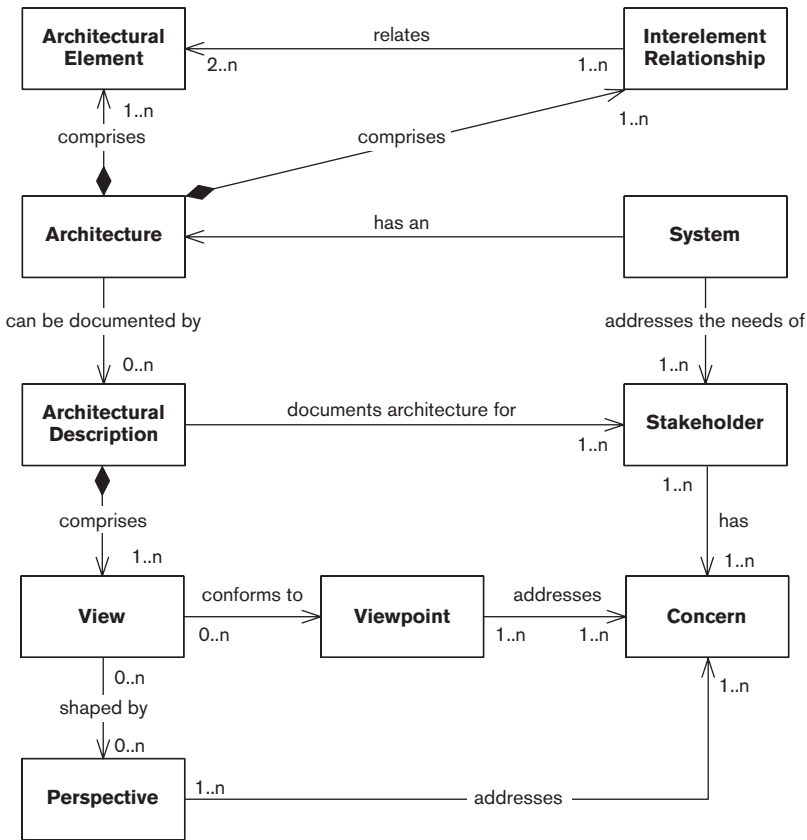 Architectural
Element
relates
2..n
1..n
Interelement
Relationship
1..n
comprises
comprises
1..n
Architecture
has an
System
can be documented by
0..n
addresses the needs of
1..n
Architectural
Description
documents architecture for
1..n
Stakeholder
1..n
comprises
1..n
has
1..n
View
conforms to
0..n
Viewpoint
addresses
1..n
1..n
Concern
0..n
shaped by
0..n
1..n
Perspective
1..n
addresses